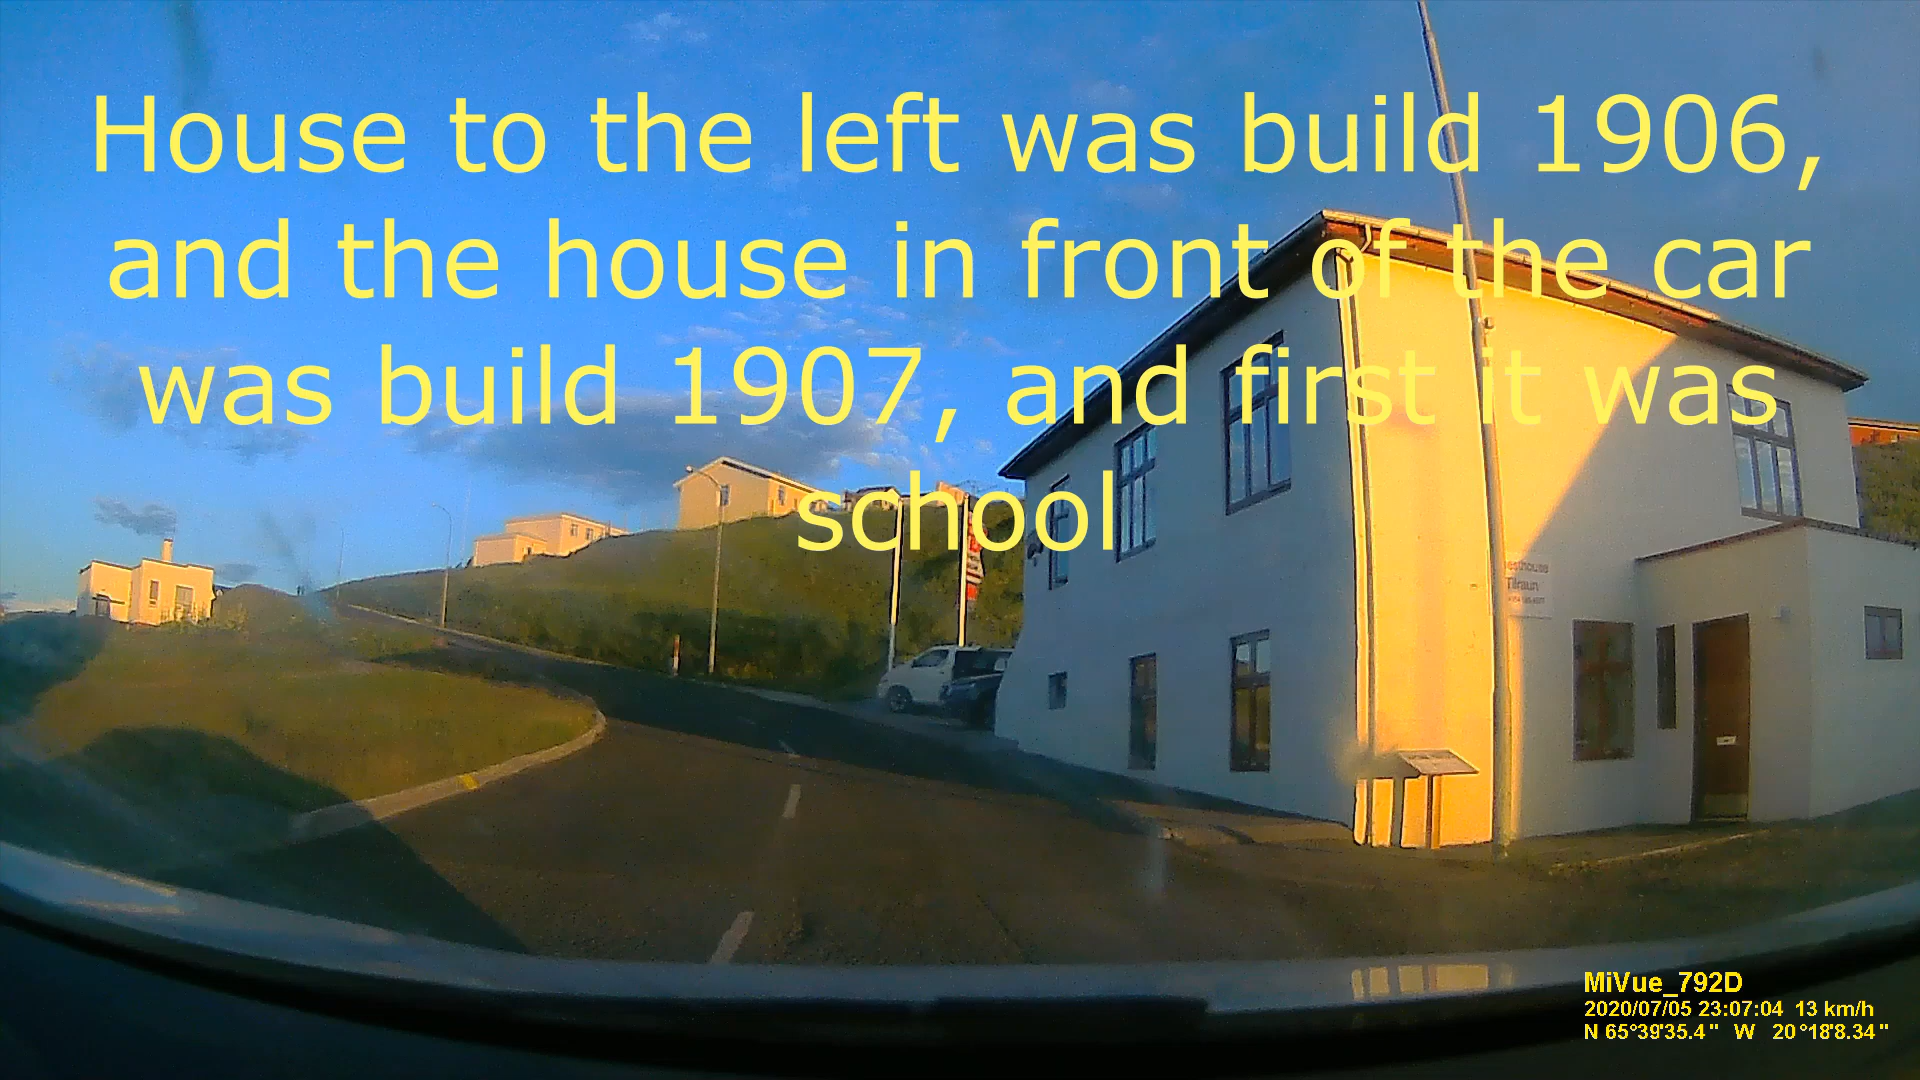 House to the left was build 1906,
and the house in front of the car
was build 1907, and first it was
school
MiVue_792D
2020/07/05 23:07:04 13 km/h
N 65°39'35.4" W 20°18'8.34"